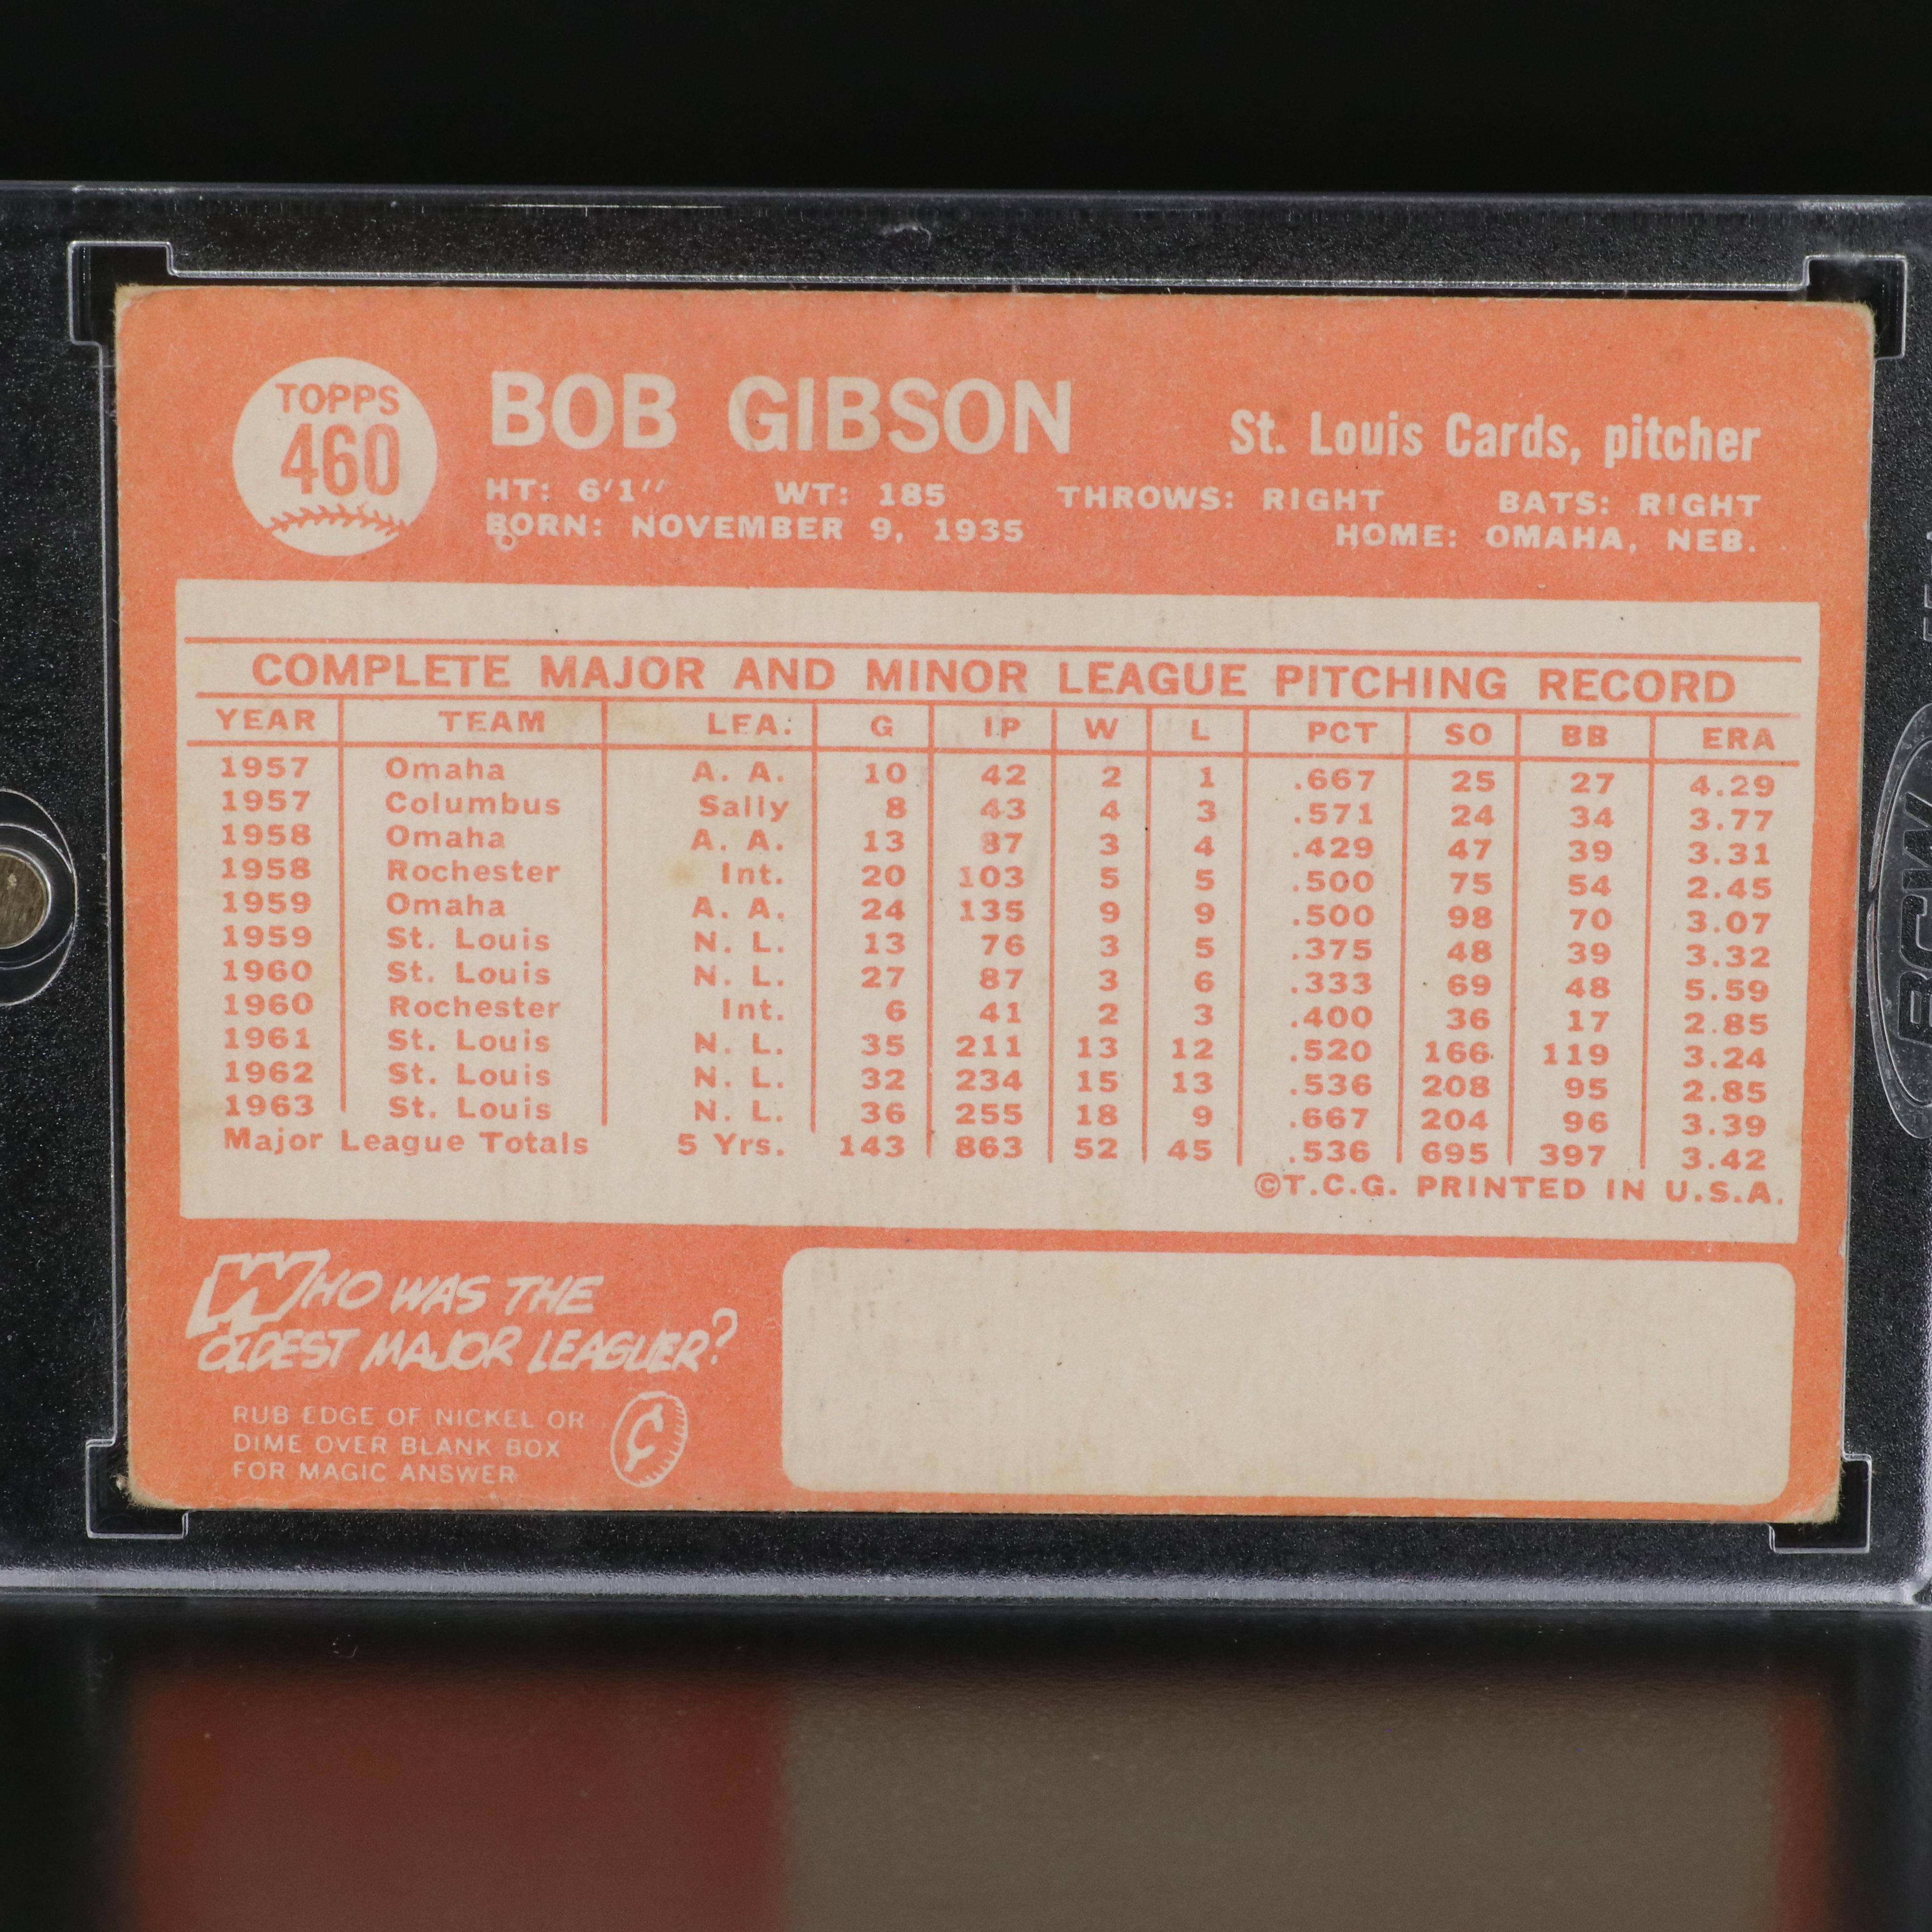 TOPPS
460
BOB GIBSON
St. Louis Cards, pitcher
HT: 6'1" WT: 185 THROWS: RIGHT BATS: RIGHT
BORN: NOVEMBER 9, 1935 HOME: OMAHA, NEB.
COMPLETE MAJOR AND MINOR LEAGUE PITCHING RECORD
YEAR TEAM LEA. G IP W L PCT SO BB ERA
1957 Omaha A. A. 10 42 2 1 .667 25 27 4.29
1957 Columbus Sally 8 43 4 3 .571 24 34 3.77
1958 Omaha A. A. 13 87 3 4 .429 47 39 3.31
1958 Rochester Int. 20 103 5 5 .500 75 54 2.45
1959 Omaha A. A. 24 135 9 9 .500 98 70 3.07
1959 St. Louis N. L. 13 76 3 5 .375 48 39 3.32
1960 St. Louis N. L. 27 87 3 6 .333 69 48 5.59
1960 Rochester Int. 6 41 2 3 .400 36 17 2.85
1961 St. Louis N. L. 35 211 13 12 .520 166 119 3.24
1962 St. Louis N. L. 32 234 15 13 .536 208 95 2.85
1963 St. Louis N. L. 36 255 18 9 .667 204 96 3.39
Major League Totals 5 Yrs. 143 863 52 45 .536 695 397 3.42
©T.C.G. PRINTED IN U.S.A.
WHO WAS THE
OLDEST MAJOR LEAGUER?
RUB EDGE OF NICKEL OR
DIME OVER BLANK BOX
FOR MAGIC ANSWER
¢
BCW